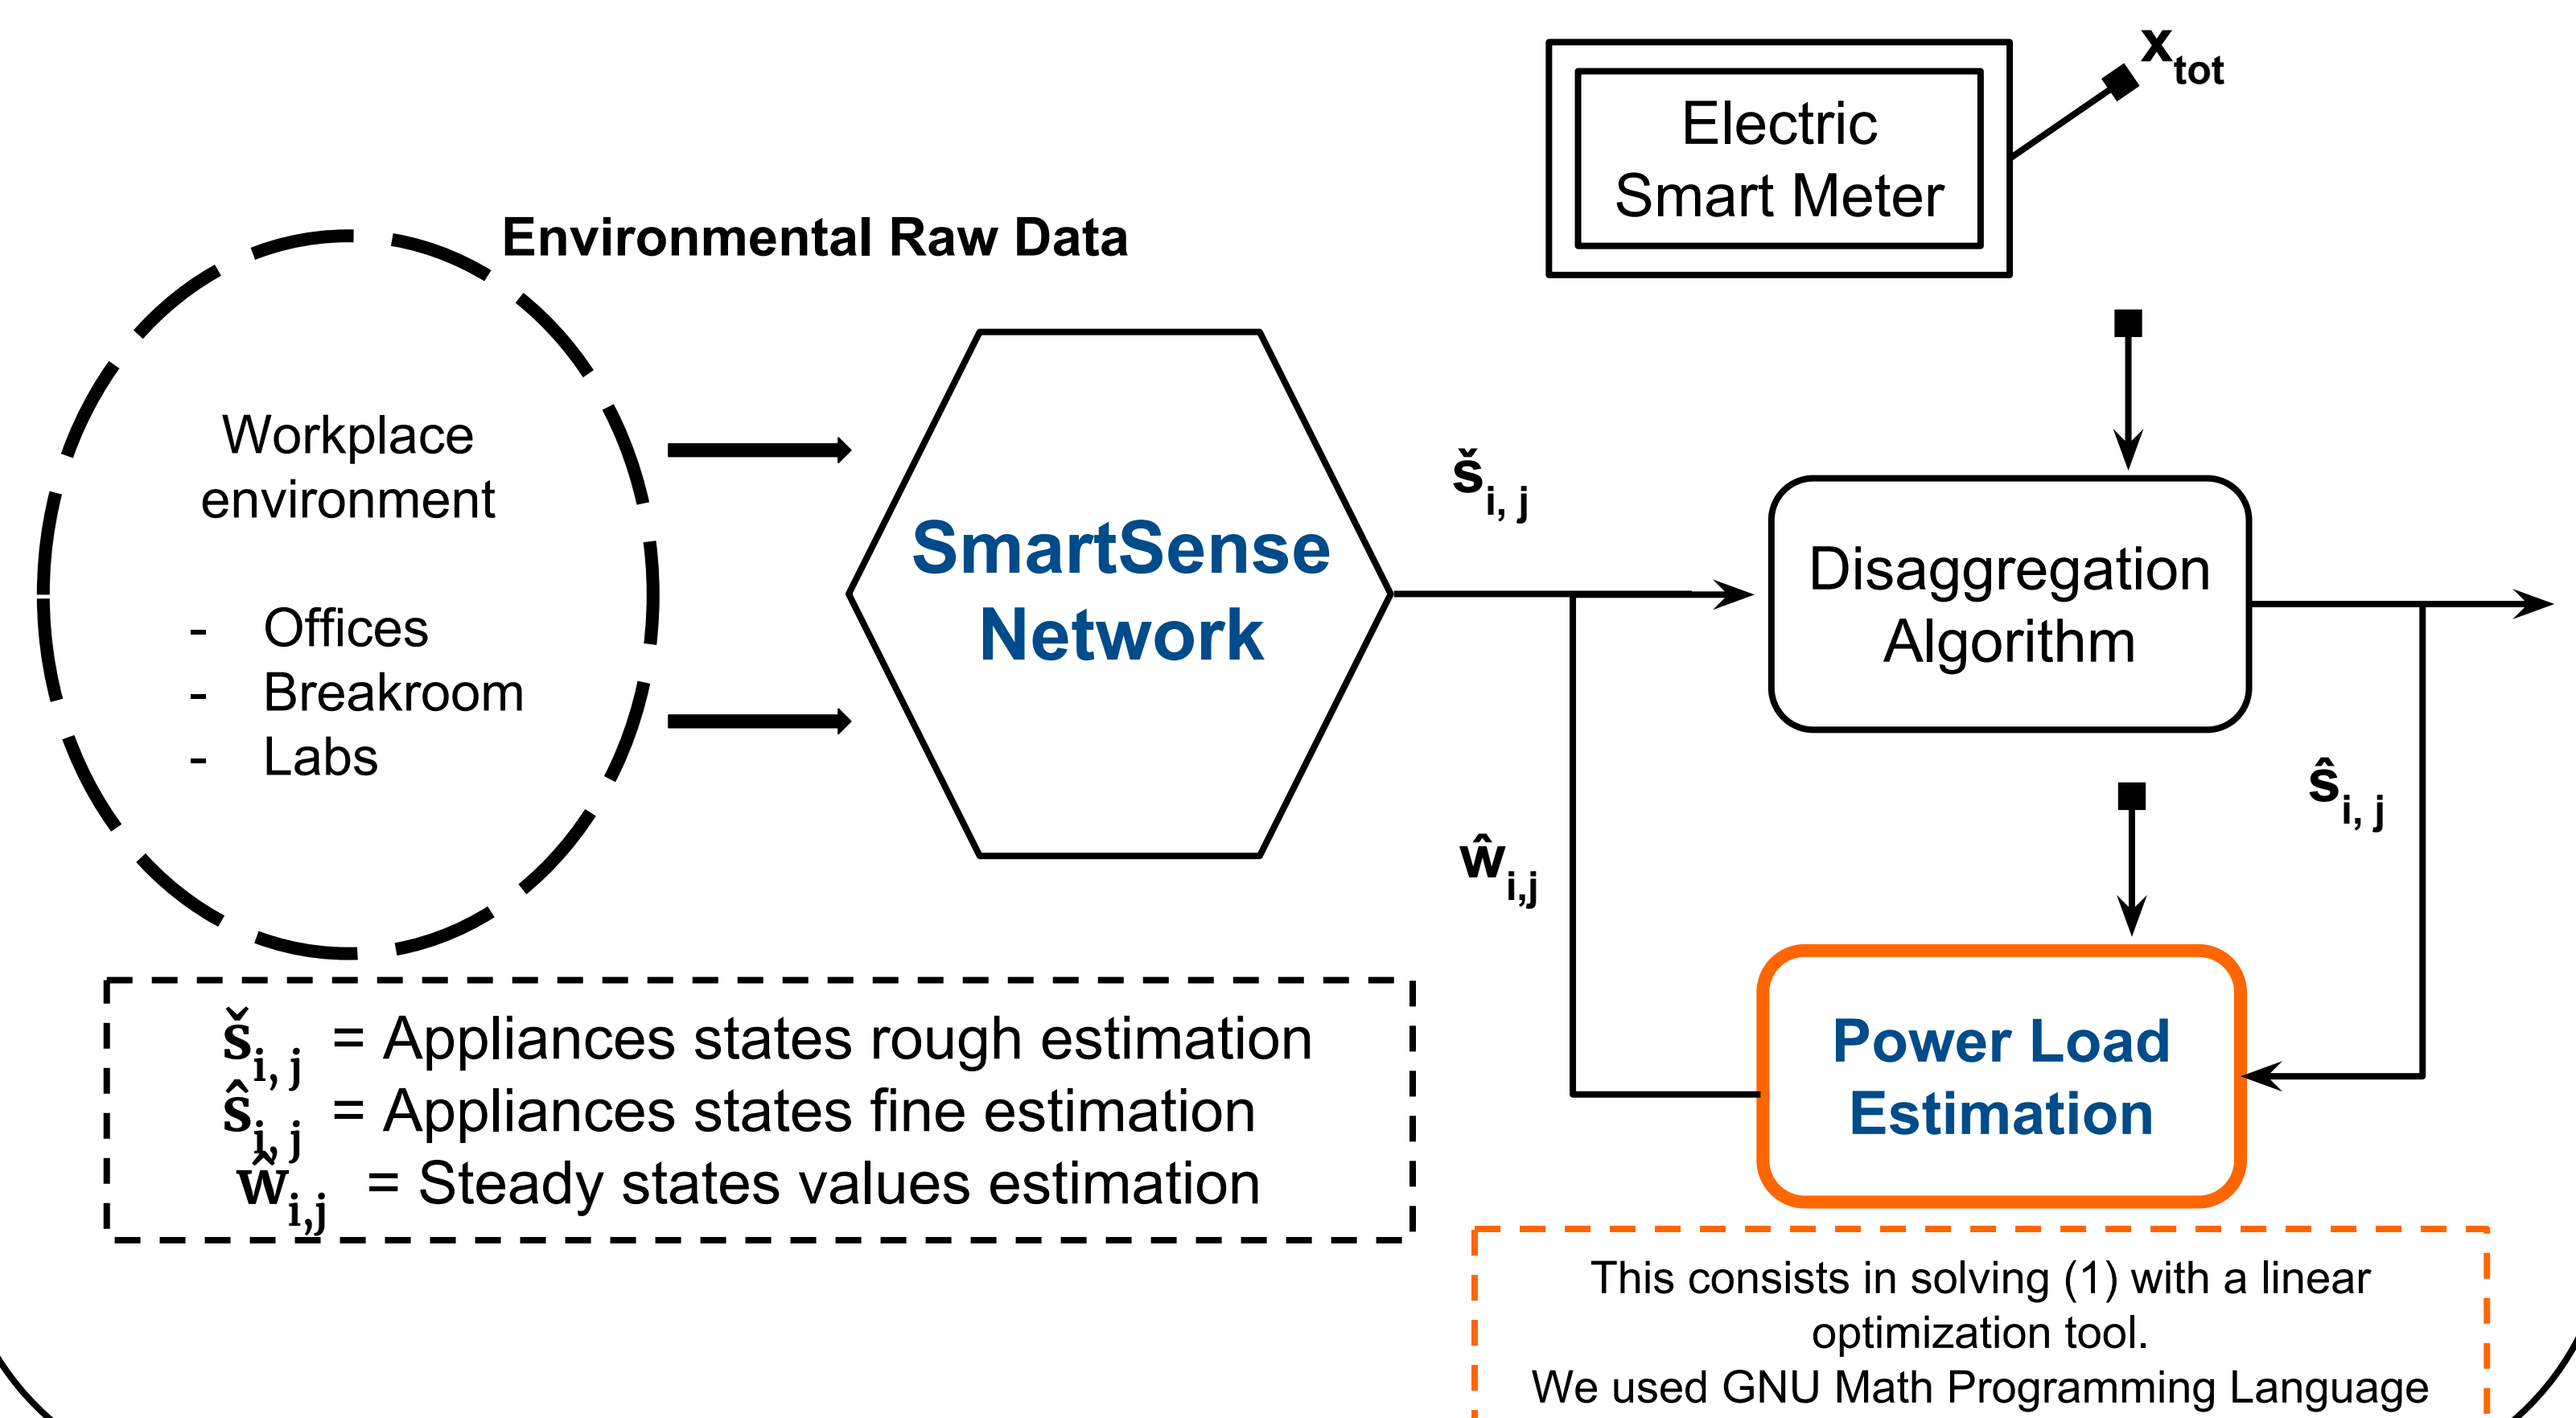 x_tot
Electric
Smart Meter
Environmental Raw Data
Workplace
environment
- Offices
- Breakroom
- Labs
SmartSense
Network
š_i, j
Disaggregation
Algorithm
ŝ_i, j
ŵ_i,j
Power Load
Estimation
š_i, j = Appliances states rough estimation
ŝ_i, j = Appliances states fine estimation
ŵ_i,j = Steady states values estimation
This consists in solving (1) with a linear
optimization tool.
We used GNU Math Programming Language